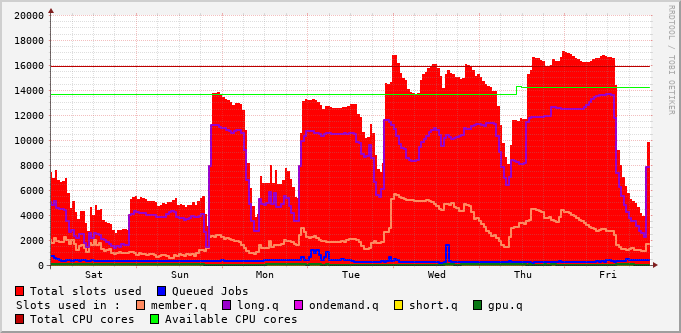 20000
18000
16000
14000
12000
10000
8000
6000
4000
2000
0
Sat Sun Mon Tue Wed Thu Fri
RRDTOOL / TOBI OETIKER
Total slots used Queued Jobs
Slots used in : member.q long.q ondemand.q short.q gpu.q
Total CPU cores Available CPU cores